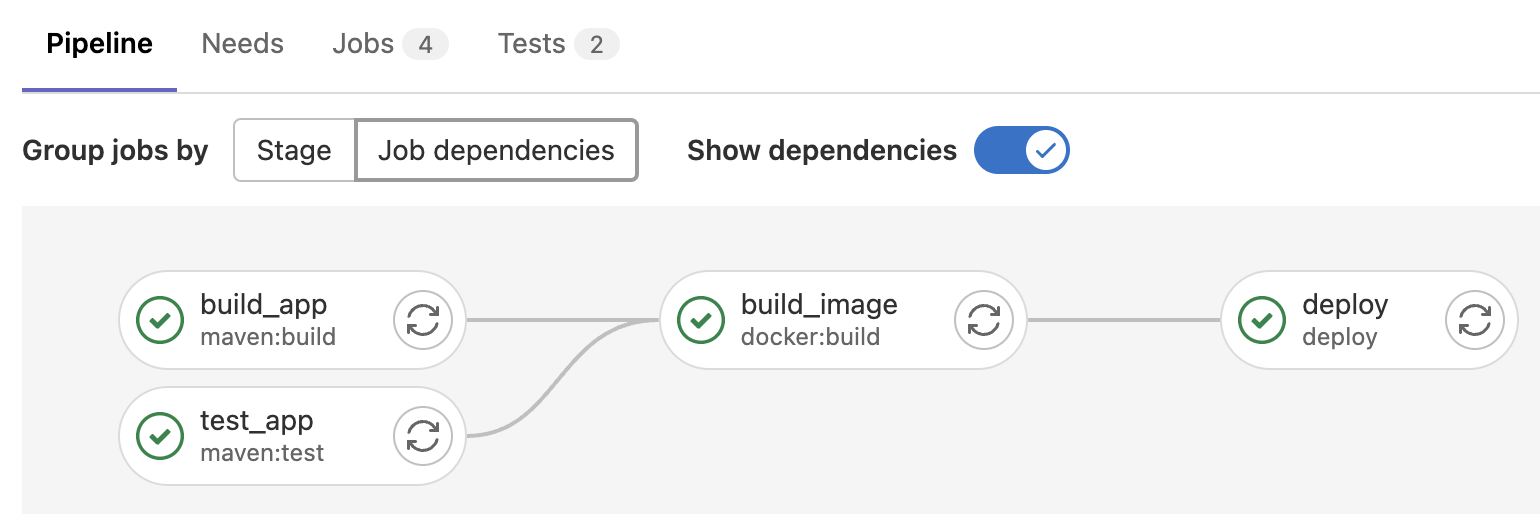 Pipeline Needs Jobs 4 Tests 2
Group jobs by Stage Job dependencies Show dependencies
build_app
maven:build
build_image
docker:build
deploy
deploy
test_app
maven:test